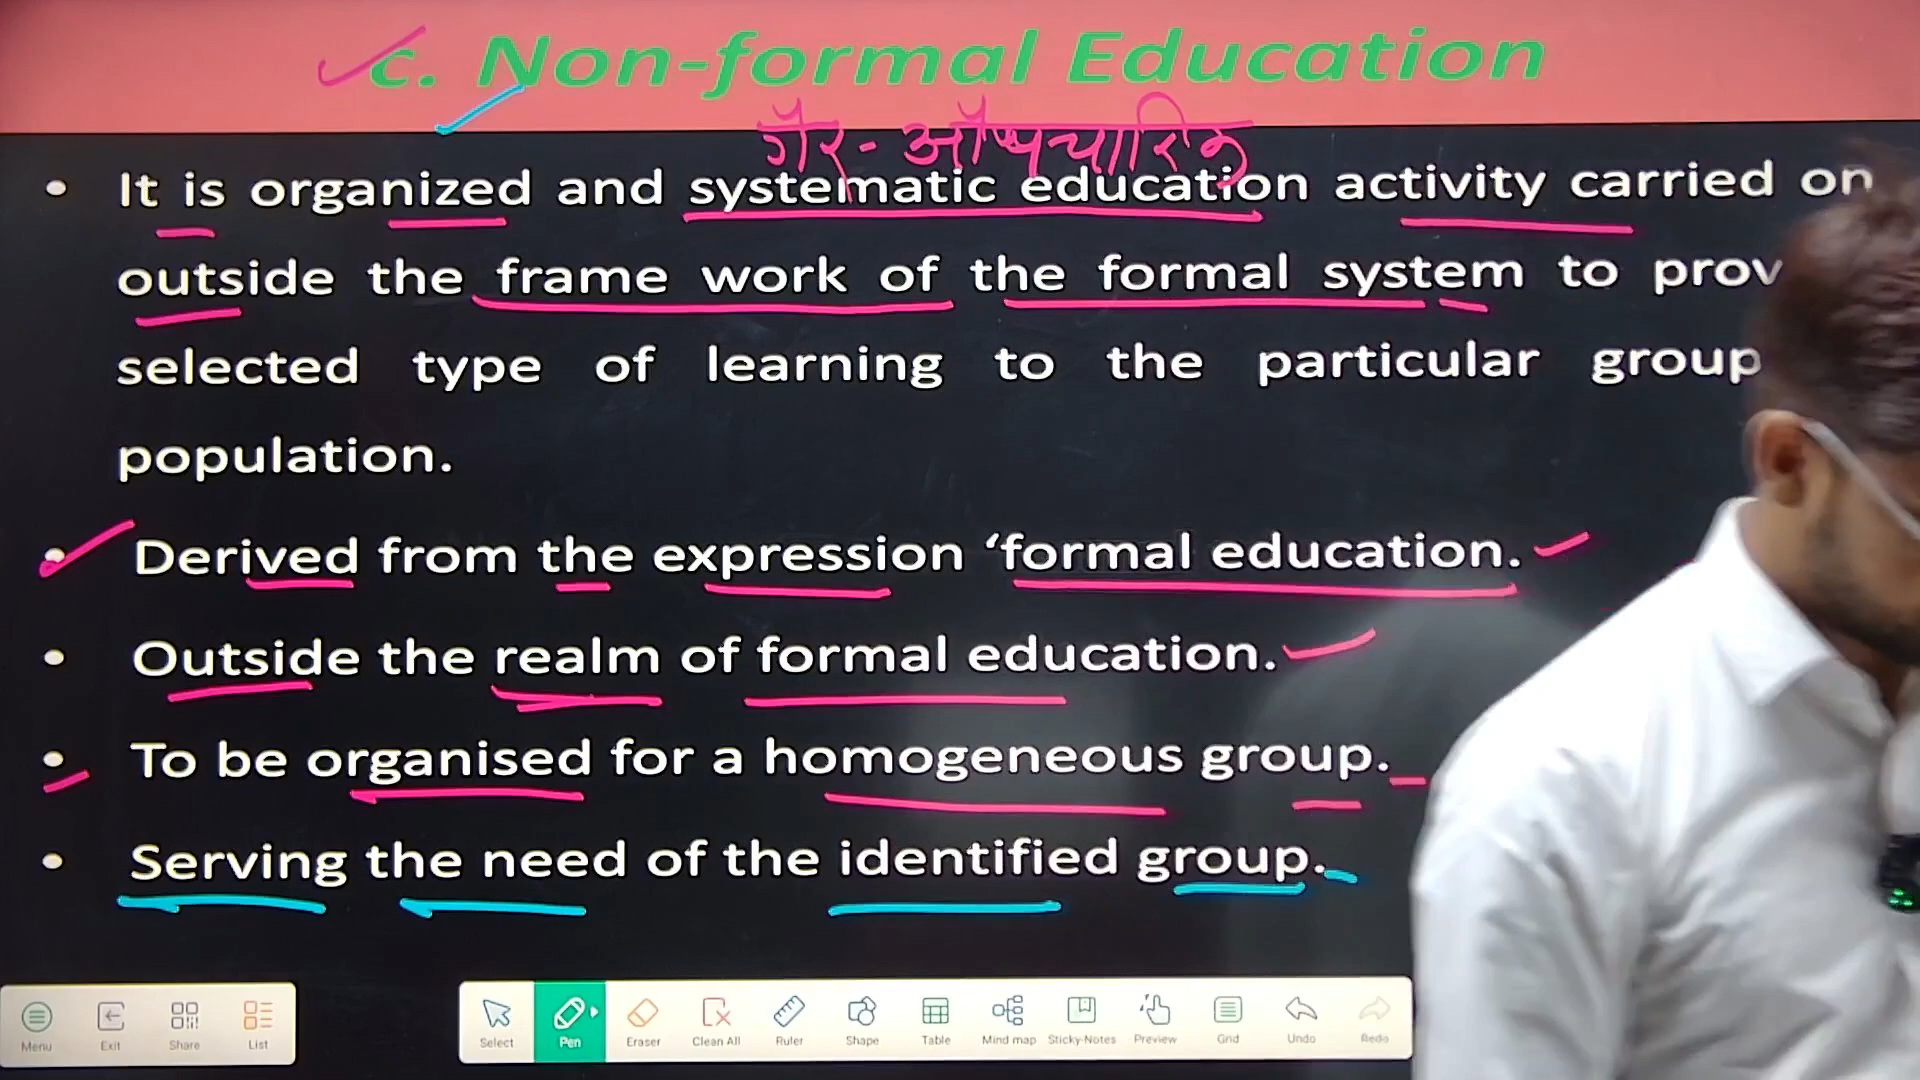 c. Non-formal Education
गैर-औपचारिक
• It is organized and systematic education activity carried on
outside the frame work of the formal system to
selected type of learning to the particular group
population.
• Derived from the expression ‘formal education.
• Outside the realm of formal education.
• To be organised for a homogeneous group.
• Serving the need of the identified group.
Menu Exit Share List Select Pen Eraser Clean All Ruler Shape Table Mind map Sticky-Notes Preview Grid Undo Redo